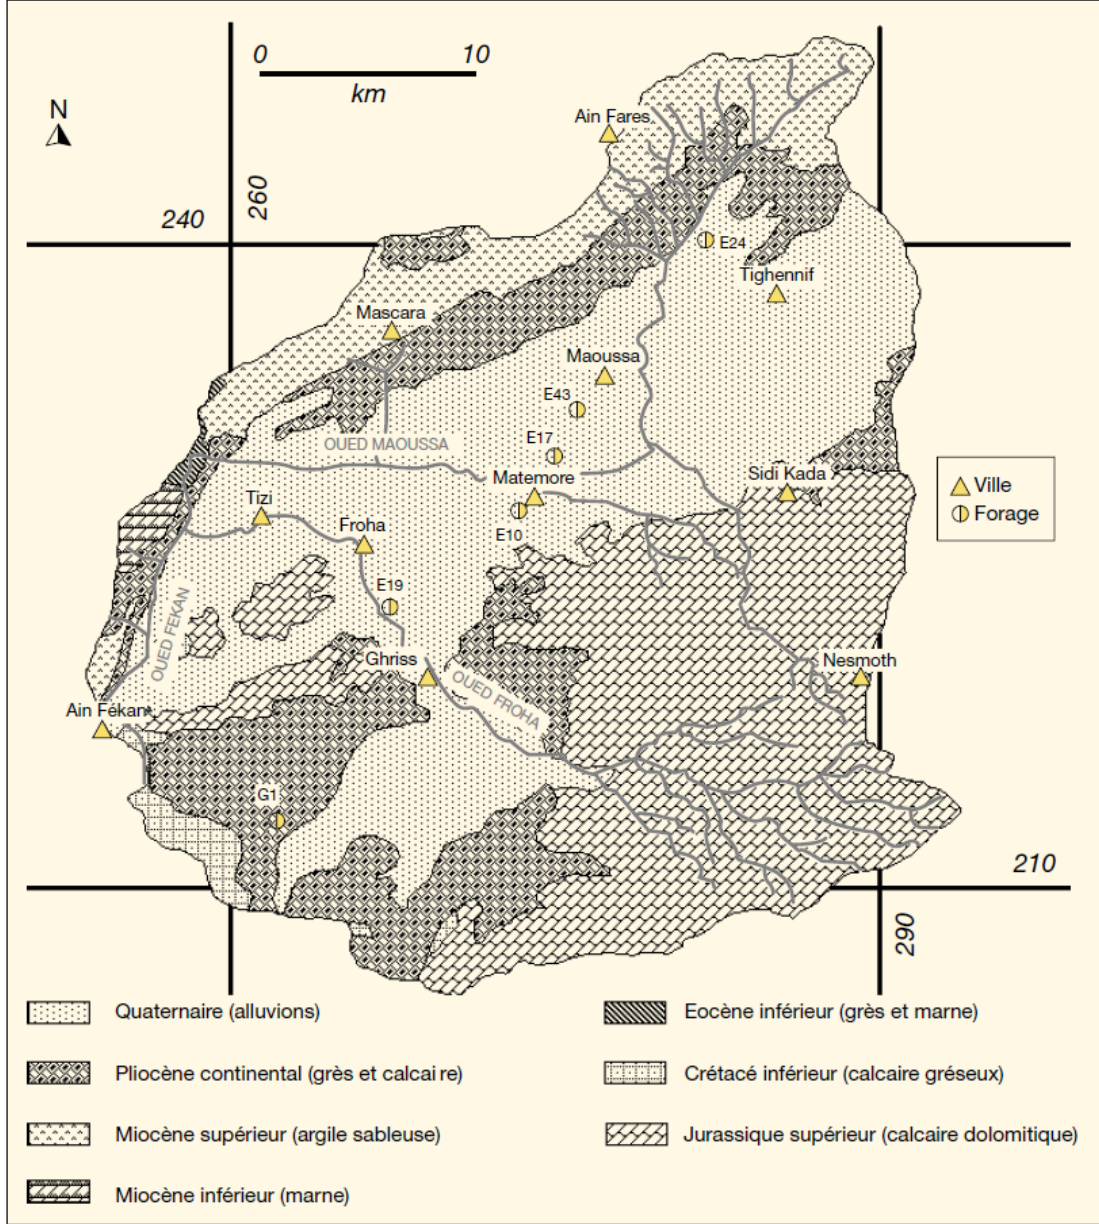 0 10
km
N
Ain Fares
260
240
E24
Tighennif
Mascara
Maoussa
E43
OUED MAOUSSA
E17
Matemore
Sidi Kada
Ville
Tizi
Froha
Forage
E10
E19
OUED FEKAN
Ghriss
OUED FROHA
Nesmoth
Ain Fékan
G1
210
290
Quaternaire (alluvions)
Eocène inférieur (grès et marne)
Pliocène continental (grès et calcaire)
Crétacé inférieur (calcaire gréseux)
Miocène supérieur (argile sableuse)
Jurassique supérieur (calcaire dolomitique)
Miocène inférieur (marne)